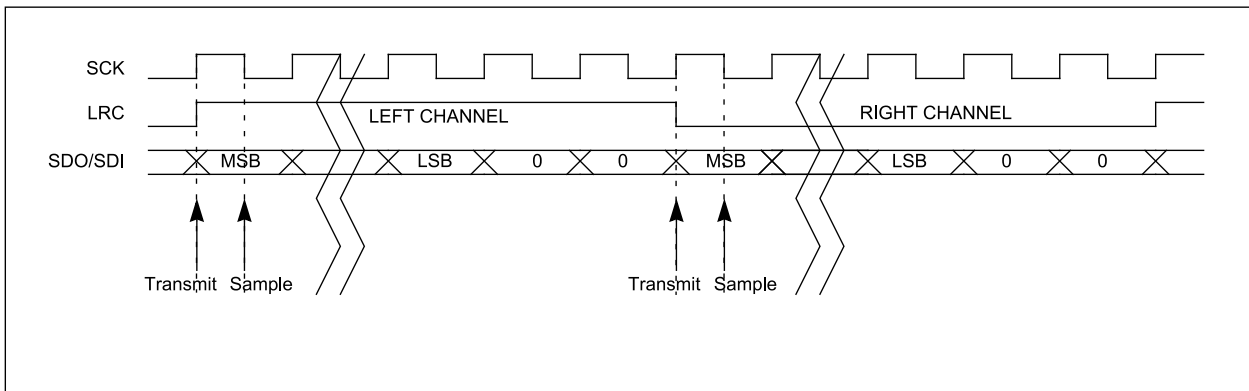 SCK
LRC LEFT CHANNEL RIGHT CHANNEL
SDO/SDI MSB LSB 0 0 MSB LSB 0 0
Transmit Sample Transmit Sample